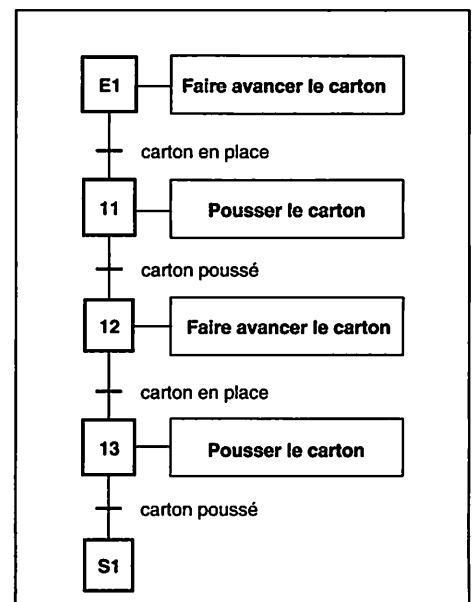 E1 Faire avancer le carton
carton en place
11 Pousser le carton
carton poussé
12 Faire avancer le carton
carton en place
13 Pousser le carton
carton poussé
S1